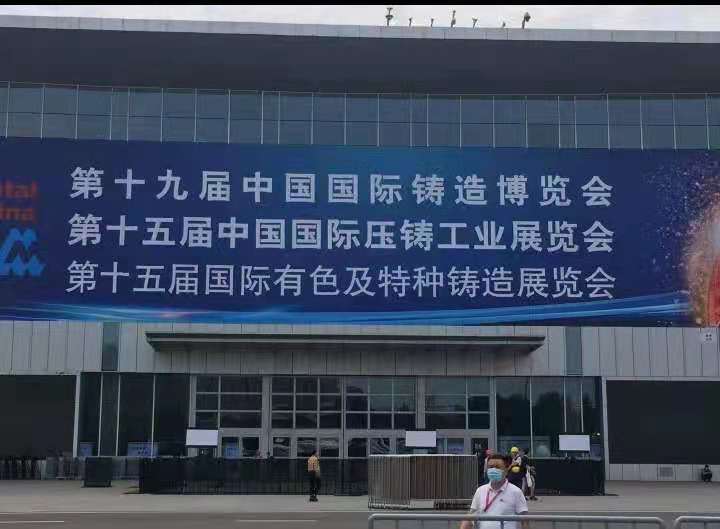 第十九届中国国际铸造博览会
第十五届中国国际压铸工业展览会
第十五届国际有色及特种铸造展览会